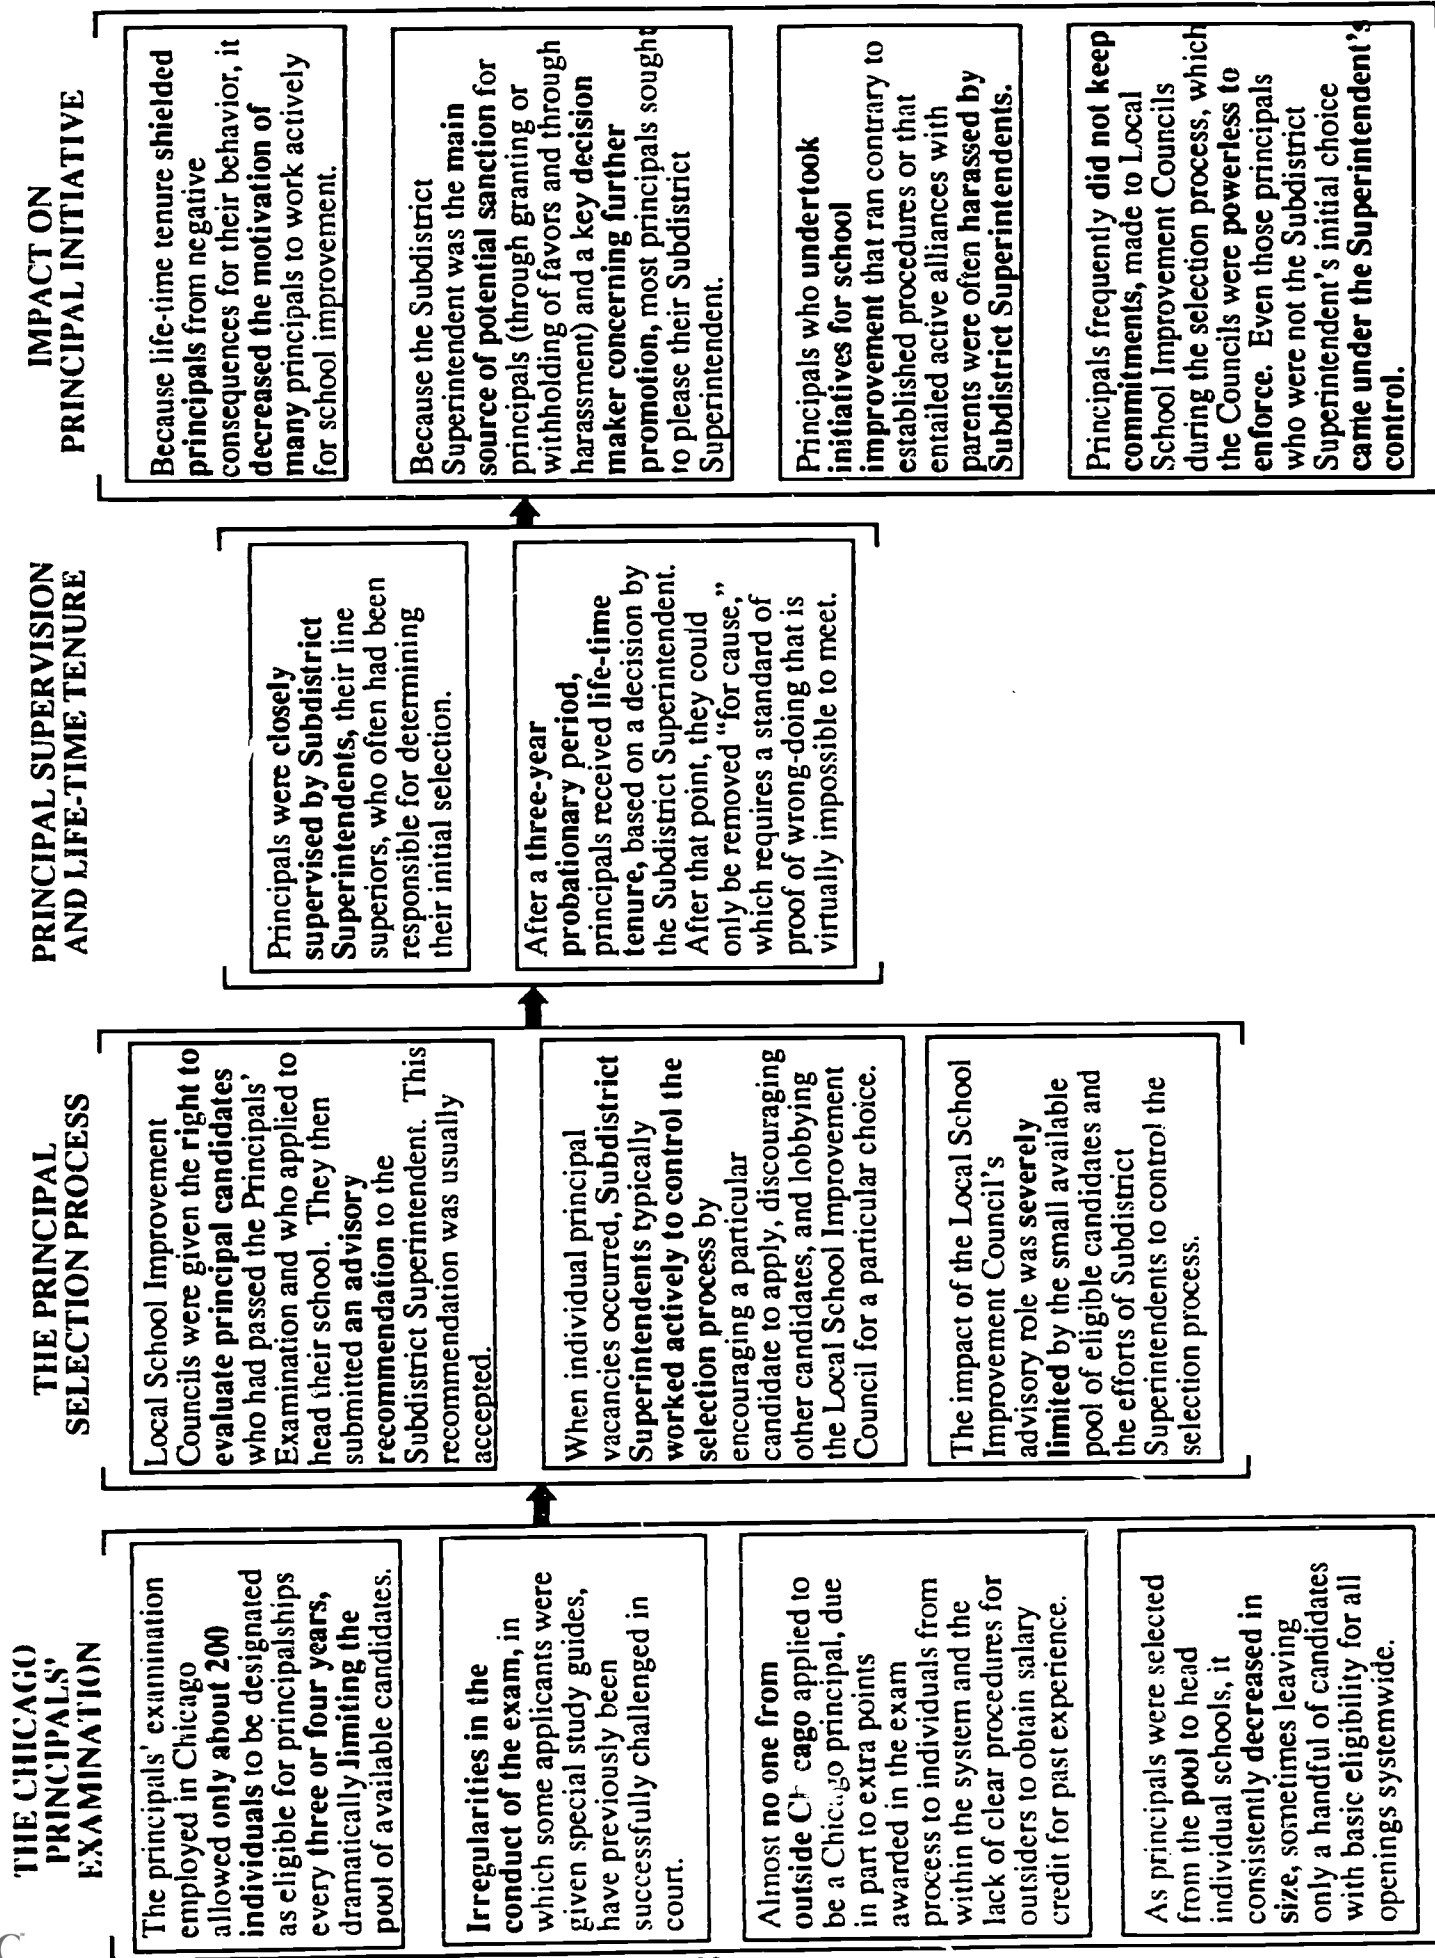 THE CHICAGO
PRINCIPALS'
EXAMINATION
The principals' examination
employed in Chicago
allowed only about 200
individuals to be designated
as eligible for principalships
every three or four years,
dramatically limiting the
pool of available candidates.
Irregularities in the
conduct of the exam, in
which some applicants were
given special study guides,
have previously been
successfully challenged in
court.
Almost no one from
outside Ch cago applied to
be a Chicago principal, due
in part to extra points
awarded in the exam
process to individuals from
within the system and the
lack of clear procedures for
outsiders to obtain salary
credit for past experience.
As principals were selected
from the pool to head
individual schools, it
consistently decreased in
size, sometimes leaving
only a handful of candidates
with basic eligibility for all
openings systemwide.
THE PRINCIPAL
SELECTION PROCESS
Local School Improvement
Councils were given the right to
evaluate principal candidates
who had passed the Principals'
Examination and who applied to
head their school. They then
submitted an advisory
recommendation to the
Subdistrict Superintendent. This
recommendation was usually
accepted.
When individual principal
vacancies occurred, Subdistrict
Superintendents typically
worked actively to control the
selection process by
encouraging a particular
candidate to apply, discouraging
other candidates, and lobbying
the Local School Improvement
Council for a particular choice.
The impact of the Local School
Improvement Council's
advisory role was severely
limited by the small available
pool of eligible candidates and
the efforts of Subdistrict
Superintendents to control the
selection process.
PRINCIPAL SUPERVISION
AND LIFE-TIME TENURE
Principals were closely
supervised by Subdistrict
Superintendents, their line
superiors, who often had been
responsible for determining
their initial selection.
After a three-year
probationary period,
principals received life-time
tenure, based on a decision by
the Subdistrict Superintendent.
After that point, they could
only be removed "for cause,"
which requires a standard of
proof of wrong-doing that is
virtually impossible to meet.
IMPACT ON
PRINCIPAL INITIATIVE
Because life-time tenure shielded
principals from negative
consequences for their behavior, it
decreased the motivation of
many principals to work actively
for school improvement.
Because the Subdistrict
Superintendent was the main
source of potential sanction for
principals (through granting or
withholding of favors and through
harassment) and a key decision
maker concerning further
promotion, most principals sought
to please their Subdistrict
Superintendent.
Principals who undertook
initiatives for school
improvement that ran contrary to
established procedures or that
entailed active alliances with
parents were often harassed by
Subdistrict Superintendents.
Principals frequently did not keep
commitments, made to Local
School Improvement Councils
during the selection process, which
the Councils were powerless to
enforce. Even those principals
who were not the Subdistrict
Superintendent's initial choice
came under the Superintendent's
control.